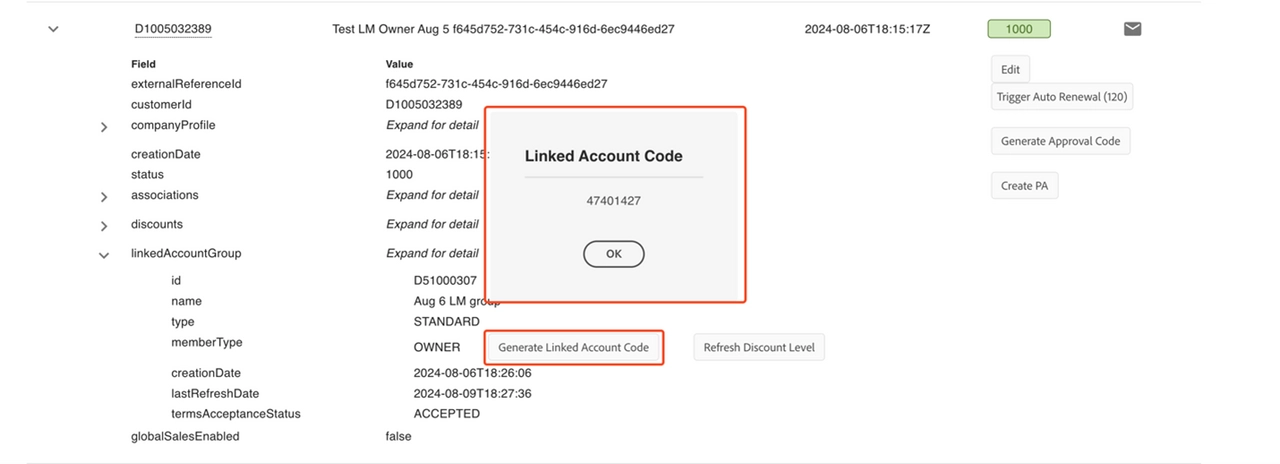 D1005032389 Test LM Owner Aug 5 f645d752-731c-454c-916d-6ec9446ed27 2024-08-06T18:15:17Z 1000
Field Value
Edit
externalReferenceId f645d752-731c-454c-916d-6ec9446ed27
customerId D1005032389
Trigger Auto Renewal (120)
companyProfile Expand for detail
Generate Approval Code
creationDate 2024-08-06T18:15:
Linked Account Code
status 1000
Create PA
associations Expand for detail
47401427
discounts Expand for detail
linkedAccountGroup Expand for detail
OK
id D51000307
name Aug 6 LM group
type STANDARD
memberType OWNER Generate Linked Account Code Refresh Discount Level
creationDate 2024-08-06T18:26:06
lastRefreshDate 2024-08-09T18:27:36
termsAcceptanceStatus ACCEPTED
globalSalesEnabled false